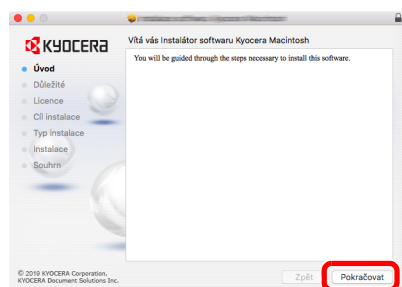 KYOCERA
Vítá vás Instalátor softwaru Kyocera Macintosh
You will be guided through the steps necessary to install this software.
Úvod
Důležité
Licence
Cíl instalace
Typ instalace
Instalace
Souhrn
© 2019 KYOCERA Corporation,
KYOCERA Document Solutions Inc.
Zpět
Pokračovat